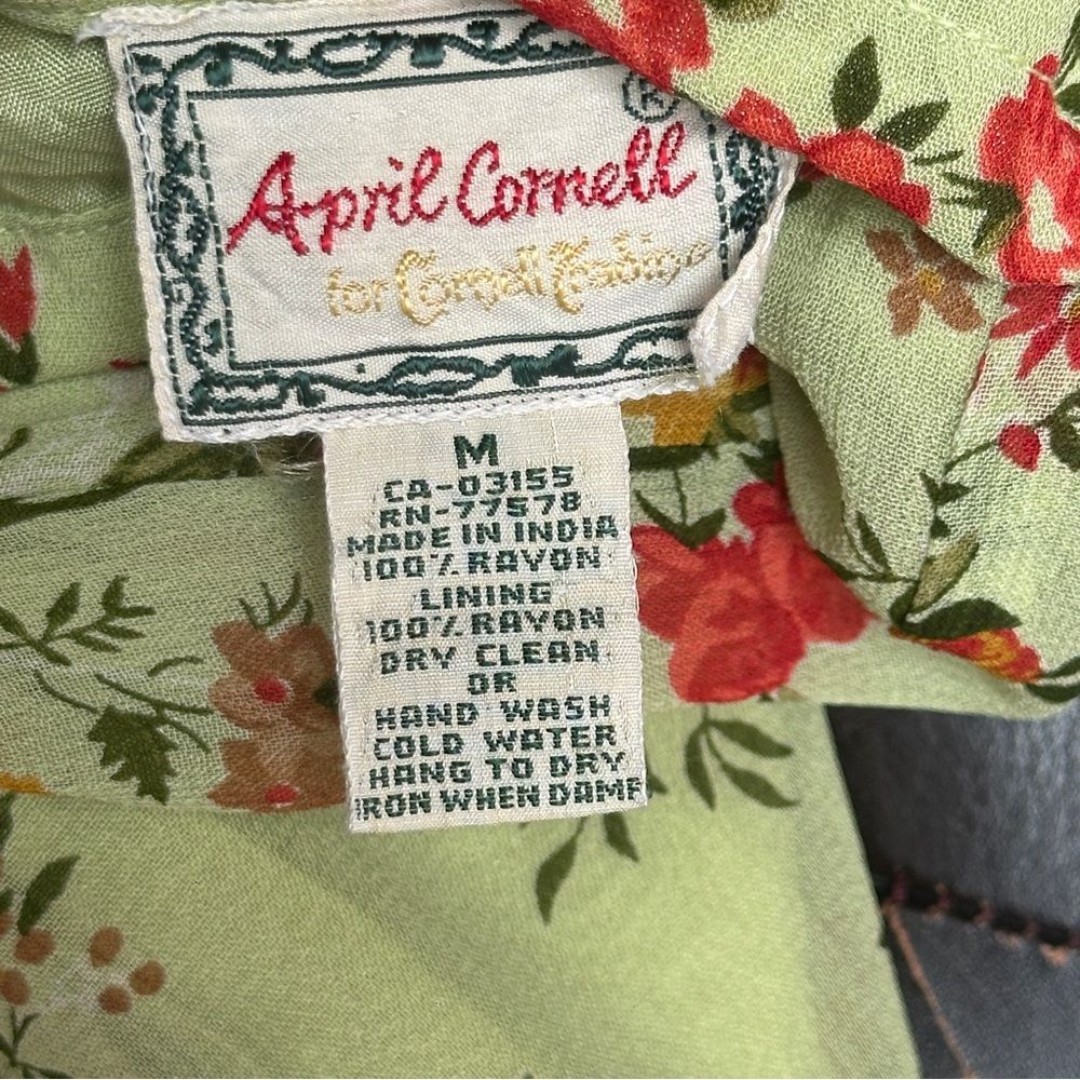 ®
April Cornell
for Cornell Trading
M
CA-03155
RN-77578
MADE IN INDIA
100% RAYON
LINING
100% RAYON
DRY CLEAN
OR
HAND WASH
COLD WATER
HANG TO DRY
IRON WHEN DAMP